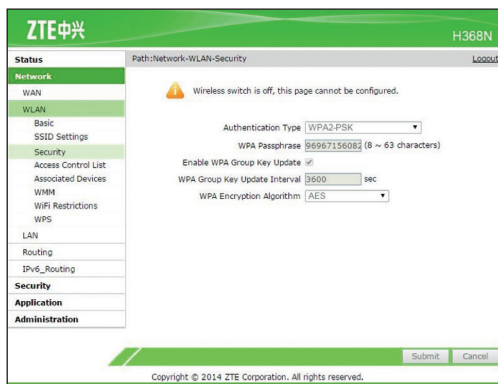 ZTE中兴
H368N
Status
Path:Network-WLAN-Security
Logout
Network
WAN
WLAN
Basic
SSID Settings
Security
Access Control List
Associated Devices
WMM
WiFi Restrictions
WPS
LAN
Routing
IPv6_Routing
Security
Application
Administration
Wireless switch is off, this page cannot be configured.
Authentication Type WPA2-PSK
WPA Passphrase 96967156082 (8 ~ 63 characters)
Enable WPA Group Key Update
WPA Group Key Update Interval 3600 sec
WPA Encryption Algorithm AES
Submit Cancel
Copyright © 2014 ZTE Corporation. All rights reserved.